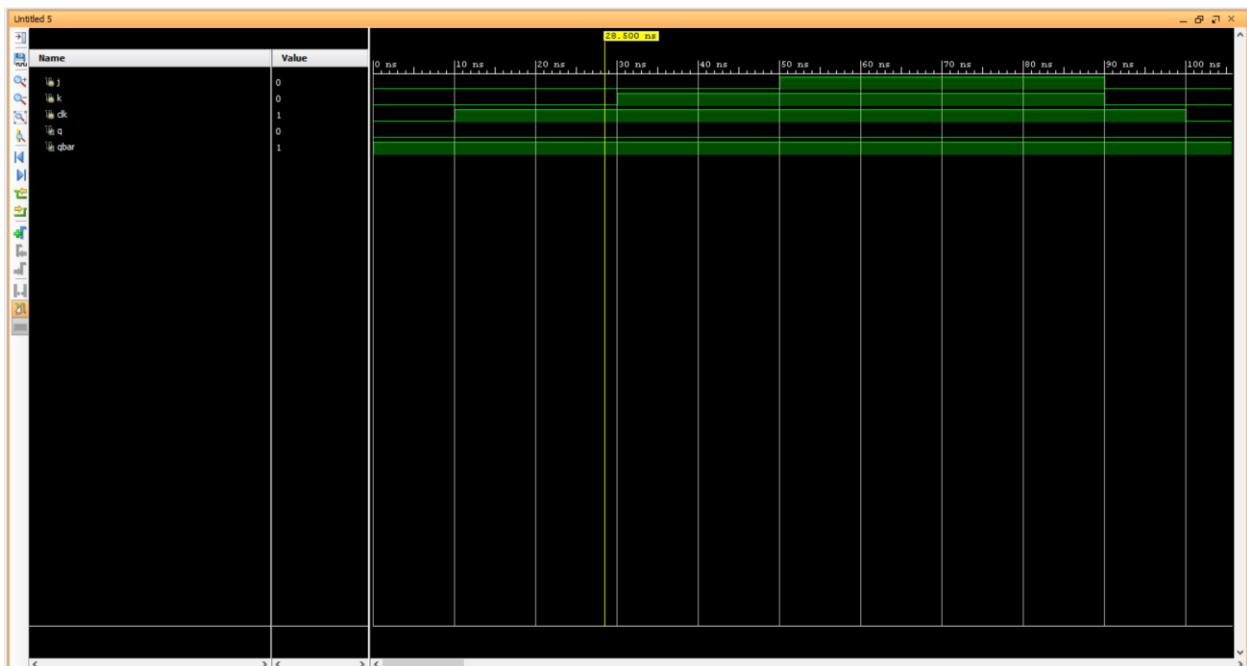 Untitled 5
28.500 ns
Name Value
0 ns 10 ns 20 ns 30 ns 40 ns 50 ns 60 ns 70 ns 80 ns 90 ns 100 ns
j 0
k 0
clk 1
q 0
qbar 1